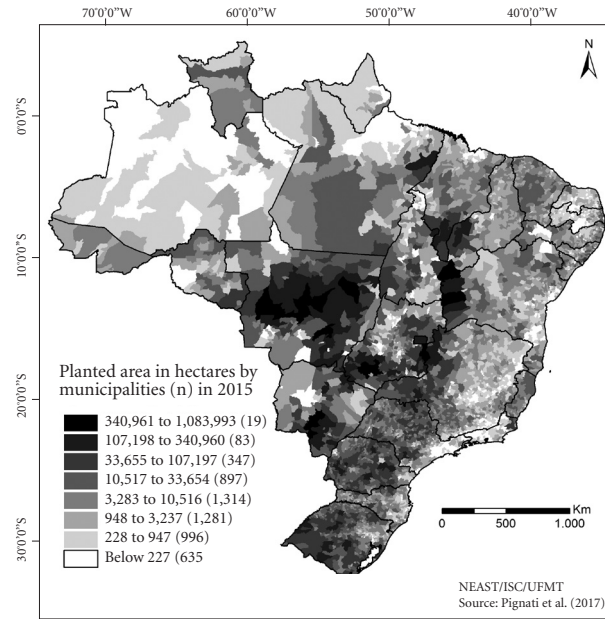 70°0'0"W 60°0'0"W 50°0'0"W 40°0'0"W
N
0°0'0"S
10°0'0"S
20°0'0"S
30°0'0"S
Planted area in hectares by
municipalities (n) in 2015
340,961 to 1,083,993 (19)
107,198 to 340,960 (83)
33,655 to 107,197 (347)
10,517 to 33,654 (897)
3,283 to 10,516 (1,314)
948 to 3,237 (1,281)
228 to 947 (996)
Below 227 (635
Km
0 500 1.000
NEAST/ISC/UFMT
Source: Pignati et al. (2017)